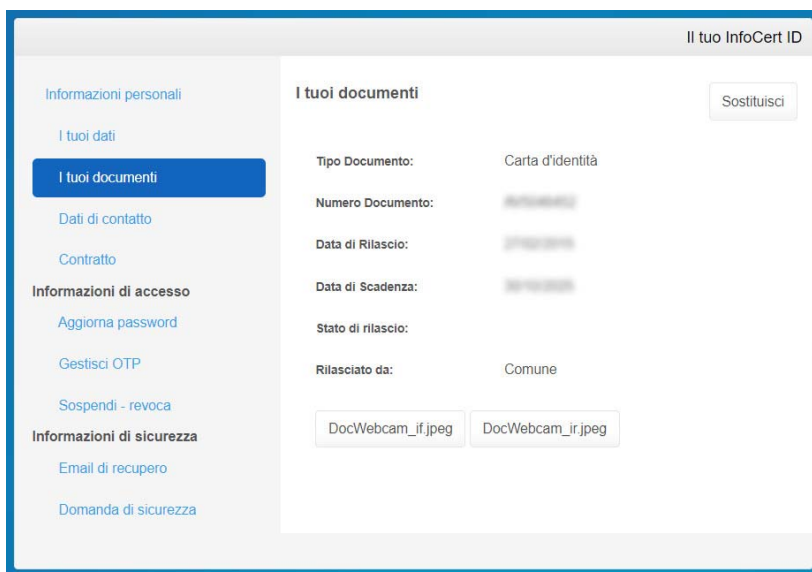 Il tuo InfoCert ID
Informazioni personali
I tuoi dati
I tuoi documenti
Dati di contatto
Contratto
Informazioni di accesso
Aggiorna password
Gestisci OTP
Sospendi - revoca
Informazioni di sicurezza
Email di recupero
Domanda di sicurezza
I tuoi documenti
Sostituisci
Tipo Documento: Carta d'identità
Numero Documento:
Data di Rilascio:
Data di Scadenza:
Stato di rilascio:
Rilasciato da: Comune
DocWebcam_if.jpeg DocWebcam_ir.jpeg